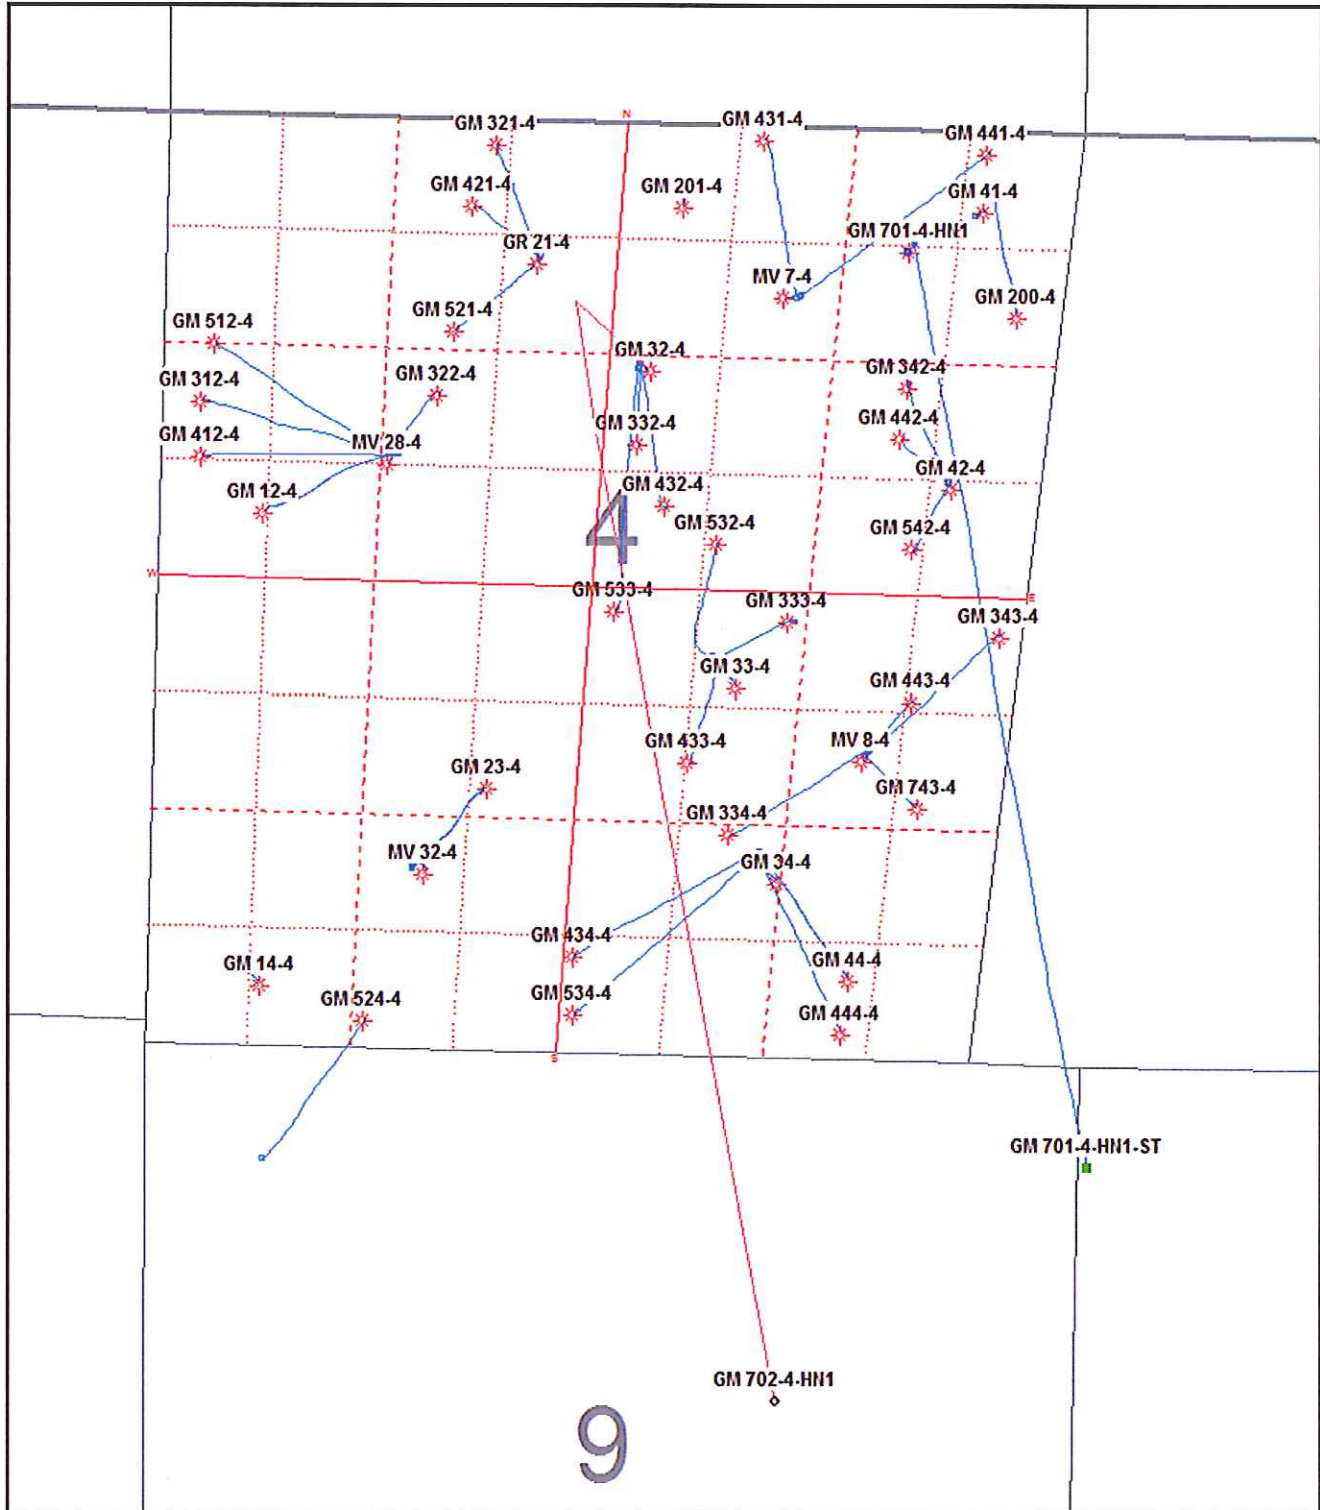 N
GM 321-4
GM 431-4
GM 441-4
GM 421-4
GM 201-4
GM 41-4
GR 21-4
GM 701-4-HN1
MV 7-4
GM 200-4
GM 521-4
GM 512-4
GM 32-4
GM 312-4
GM 322-4
GM 342-4
GM 332-4
GM 442-4
GM 412-4
MV 28-4
GM 42-4
GM 12-4
GM 432-4
4
GM 532-4
GM 542-4
W
GM 533-4
GM 333-4
E
GM 343-4
GM 33-4
GM 443-4
GM 433-4
MV 8-4
GM 23-4
GM 743-4
GM 334-4
MV 32-4
GM 34-4
GM 434-4
GM 14-4
GM 44-4
GM 524-4
GM 534-4
GM 444-4
S
GM 701-4-HN1-ST
GM 702-4-HN1
9